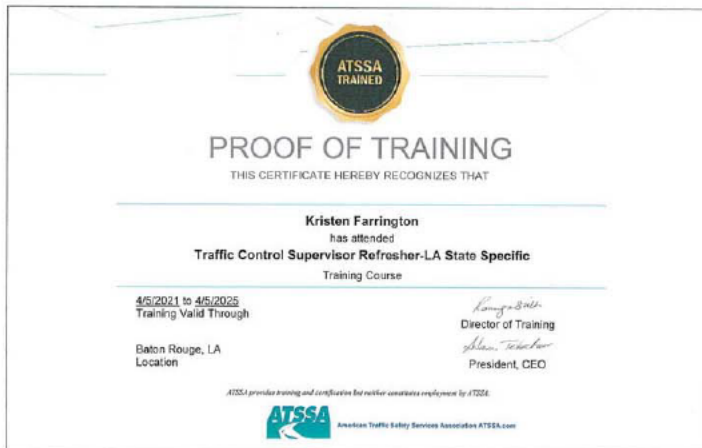 ATSSA
TRAINED
PROOF OF TRAINING
THIS CERTIFICATE HEREBY RECOGNIZES THAT
Kristen Farrington
has attended
Traffic Control Supervisor Refresher-LA State Specific
Training Course
4/5/2021 to 4/5/2025
Training Valid Through
Director of Training
Baton Rouge, LA
Location
President, CEO
ATSSA provides training and certification but neither constitutes employment by ATSSA.
ATSSA
American Traffic Safety Services Association ATSSA.com